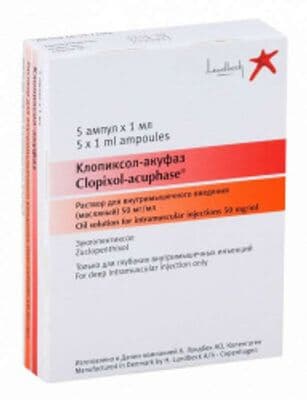 Lundbeck
5 ампул x 1 мл
5 x 1 ml ampoules
Клопиксол-акуфаз
Clopixol-acuphase®
Раствор для внутримышечного введения
(масляный) 50 мг/мл
Oil solution for intramuscular injections 50 mg/ml
Зуклопентиксол
Zuclopenthixol
Только для глубоких внутримышечных инъекций
For deep intramuscular injection only
Изготовлено в Дании компанией Х. Лундбек АО, Копенгаген
Manufactured in Denmark by H. Lundbeck A/S - Copenhagen
Клопиксол-акуфаз